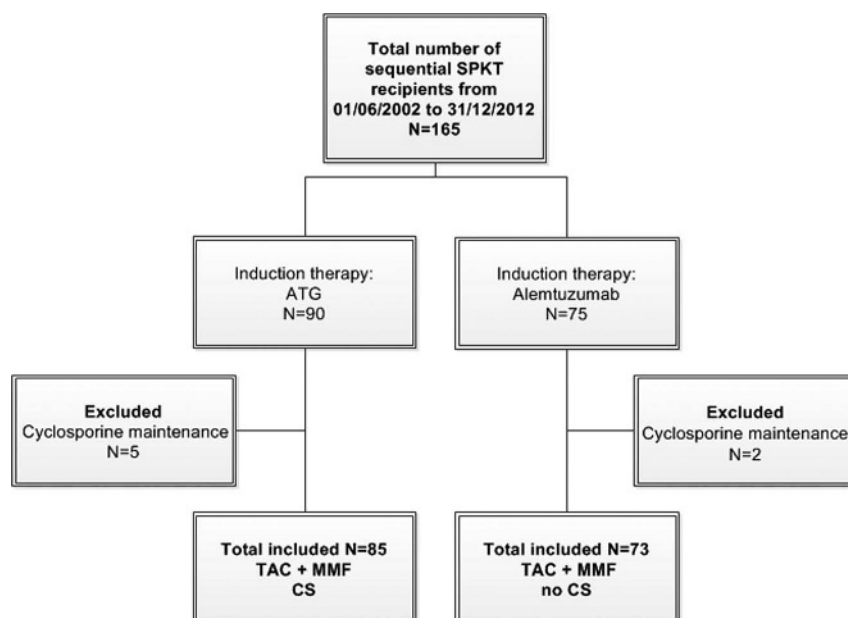 Total number of
sequential SPKT
recipients from
01/06/2002 to 31/12/2012
N=165
Induction therapy:
ATG
N=90
Induction therapy:
Alemtuzumab
N=75
Excluded
Cyclosporine maintenance
N=5
Excluded
Cyclosporine maintenance
N=2
Total included N=85
TAC + MMF
CS
Total included N=73
TAC + MMF
no CS